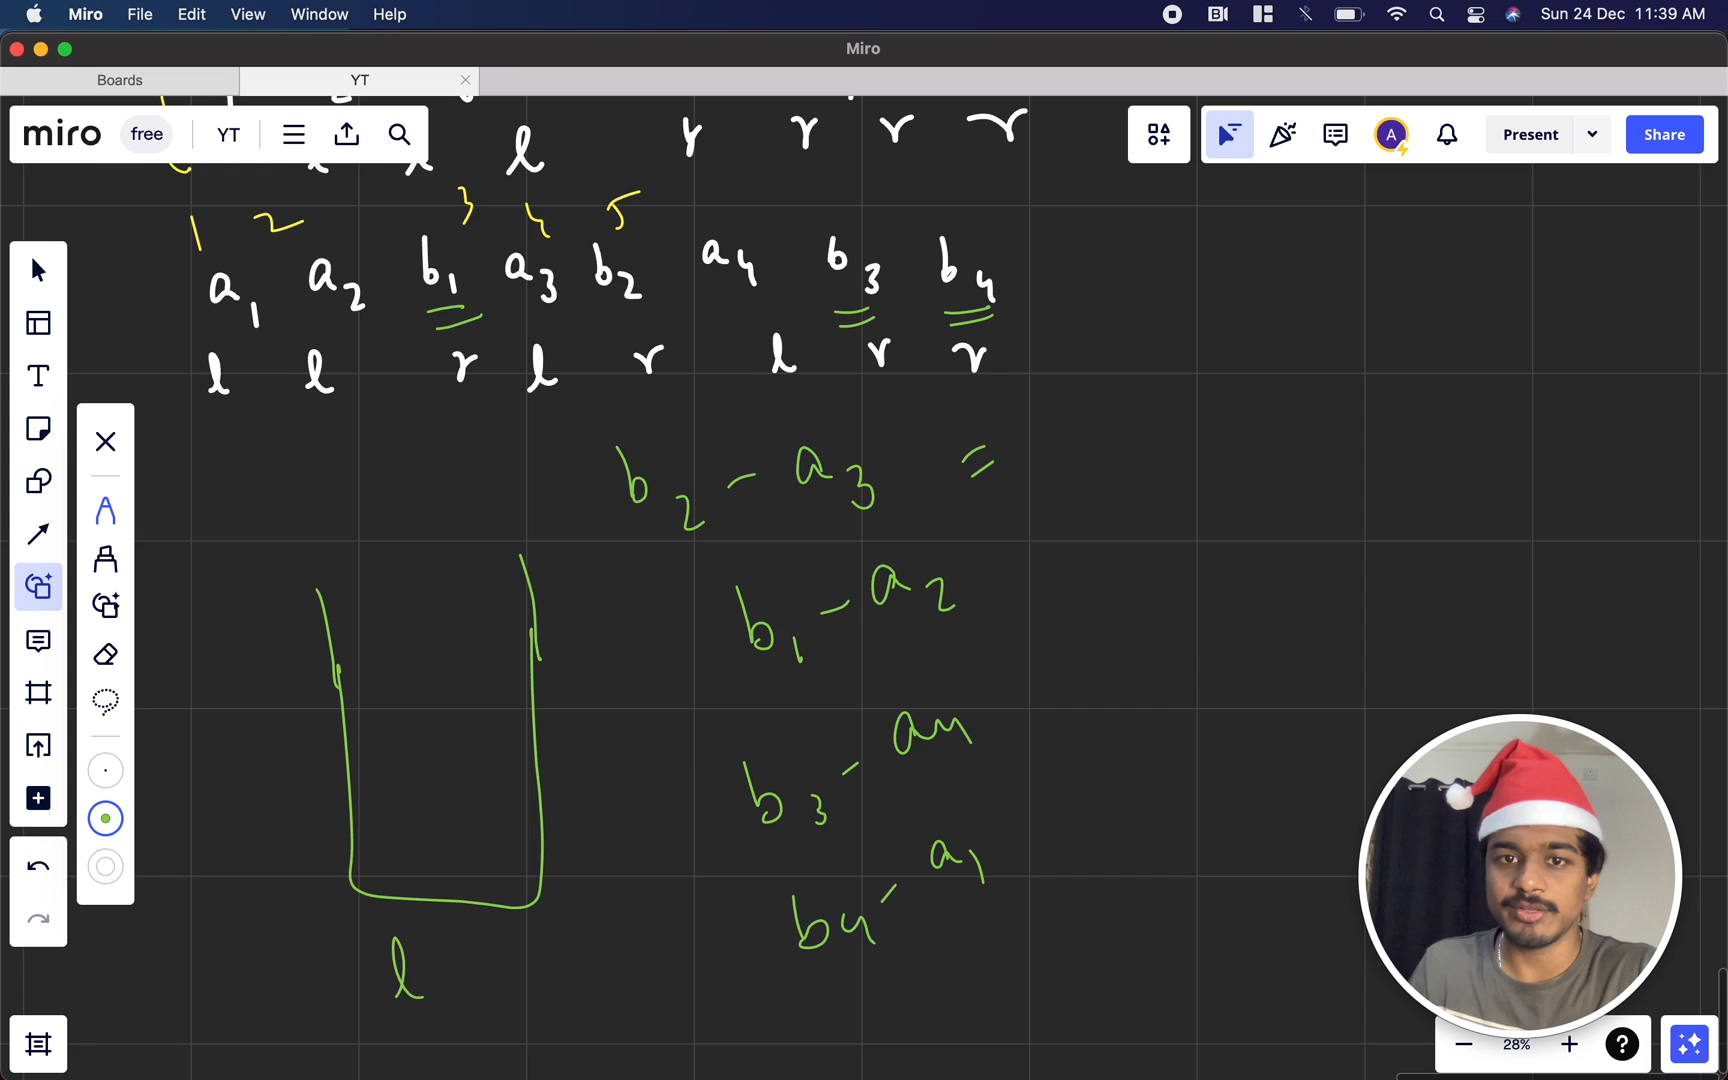 Miro File Edit View Window Help Sun 24 Dec 11:39 AM
Miro
Boards YT
miro free YT A Present Share
l r r r r
1 2 3 4 5
a1 a2 b1 a3 b2 a4 b3 b4
l l r l r l r r
b2 - a3 =
b1 - a2
b3 - a4
b4 - a1
l
28%